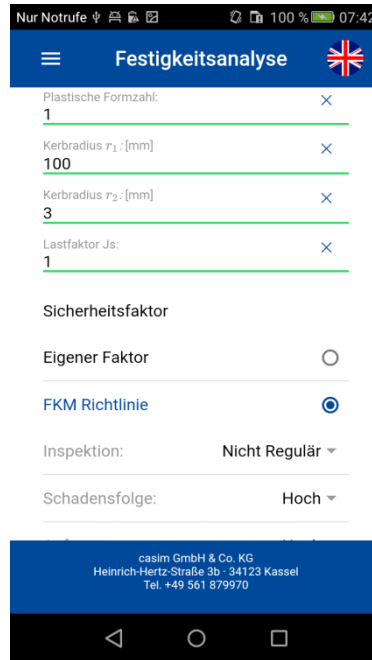 Nur Notrufe 100 % 07:42
Festigkeitsanalyse
Plastische Formzahl:
1
Kerbradius r₁:[mm]
100
Kerbradius r₂:[mm]
3
Lastfaktor Js:
1
Sicherheitsfaktor
Eigener Faktor
FKM Richtlinie
Inspektion: Nicht Regulär
Schadensfolge: Hoch
casim GmbH & Co. KG
Heinrich-Hertz-Straße 3b · 34123 Kassel
Tel. +49 561 879970